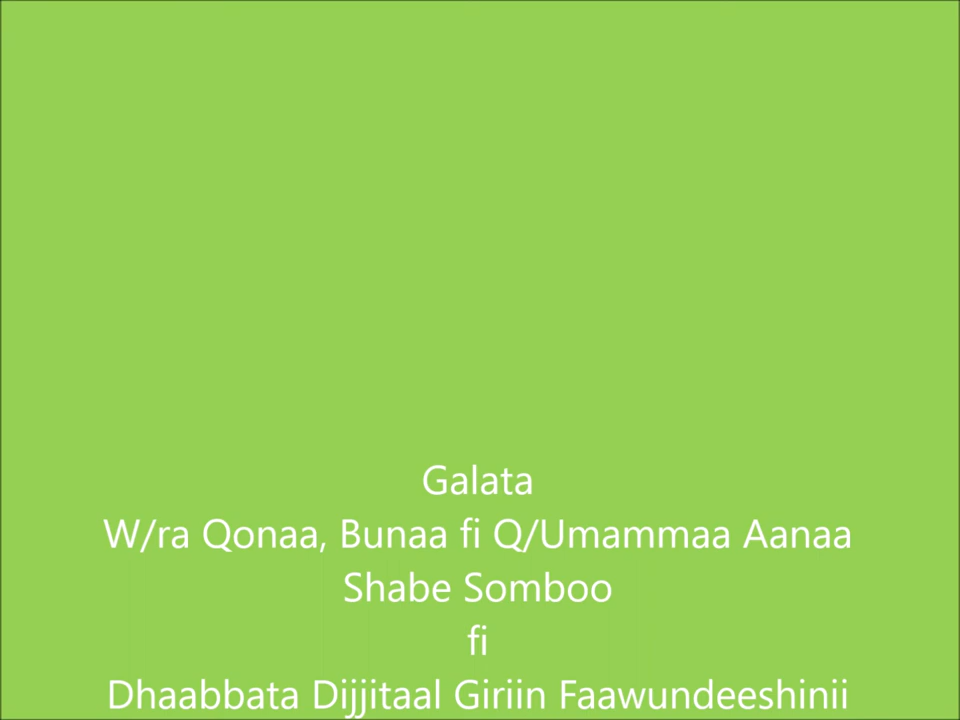 Galata
W/ra Qonaa, Bunaa fi Q/Umammaa Aanaa
Shabe Somboo
fi
Dhaabbata Dijjitaal Giriin Faawundeeshinii